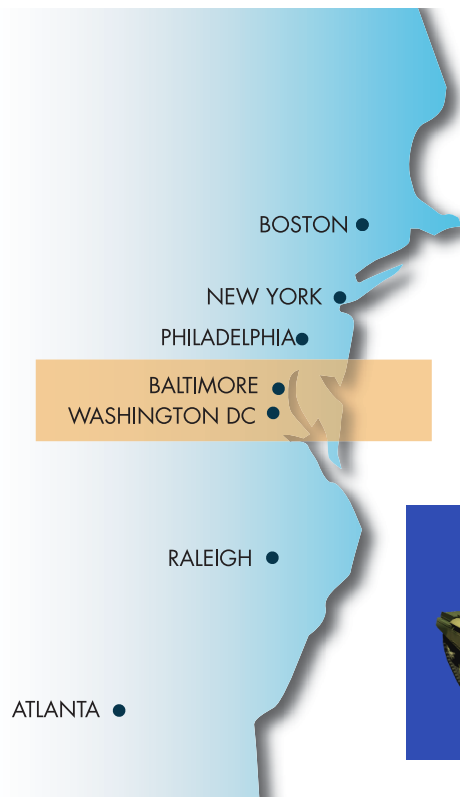 BOSTON
NEW YORK
PHILADELPHIA
BALTIMORE
WASHINGTON DC
RALEIGH
ATLANTA